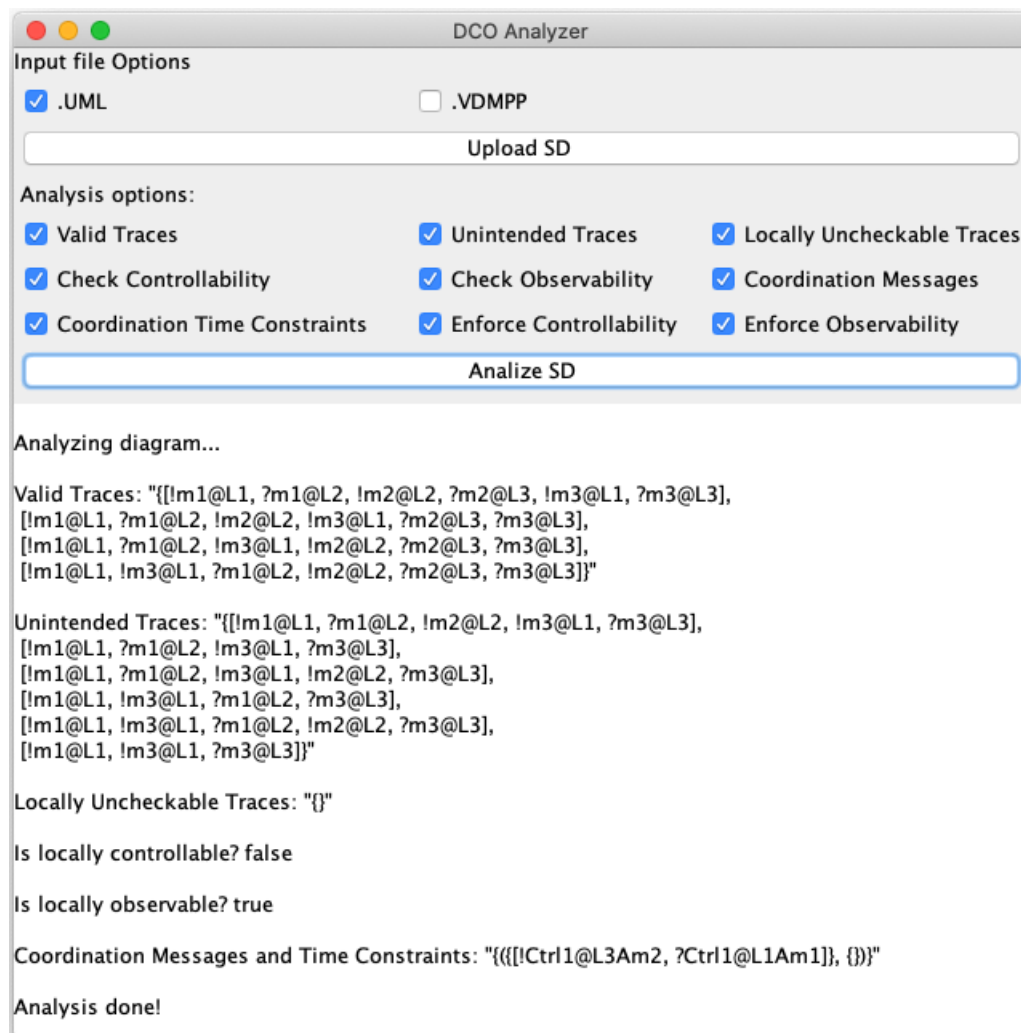 DCO Analyzer
Input file Options
.UML .VDMPP
Upload SD
Analysis options:
Valid Traces Unintended Traces Locally Uncheckable Traces
Check Controllability Check Observability Coordination Messages
Coordination Time Constraints Enforce Controllability Enforce Observability
Analize SD
Analyzing diagram...
Valid Traces: "{[!m1@L1, ?m1@L2, !m2@L2, ?m2@L3, !m3@L1, ?m3@L3],
[!m1@L1, ?m1@L2, !m2@L2, !m3@L1, ?m2@L3, ?m3@L3],
[!m1@L1, ?m1@L2, !m3@L1, !m2@L2, ?m2@L3, ?m3@L3],
[!m1@L1, !m3@L1, ?m1@L2, !m2@L2, ?m2@L3, ?m3@L3]}"
Unintended Traces: "{[!m1@L1, ?m1@L2, !m2@L2, !m3@L1, ?m3@L3],
[!m1@L1, ?m1@L2, !m3@L1, ?m3@L3],
[!m1@L1, ?m1@L2, !m3@L1, !m2@L2, ?m3@L3],
[!m1@L1, !m3@L1, ?m1@L2, ?m3@L3],
[!m1@L1, !m3@L1, ?m1@L2, !m2@L2, ?m3@L3],
[!m1@L1, !m3@L1, ?m3@L3]}"
Locally Uncheckable Traces: "{}"
Is locally controllable? false
Is locally observable? true
Coordination Messages and Time Constraints: "{({[!Ctrl1@L3Am2, ?Ctrl1@L1Am1]}, {})}"
Analysis done!